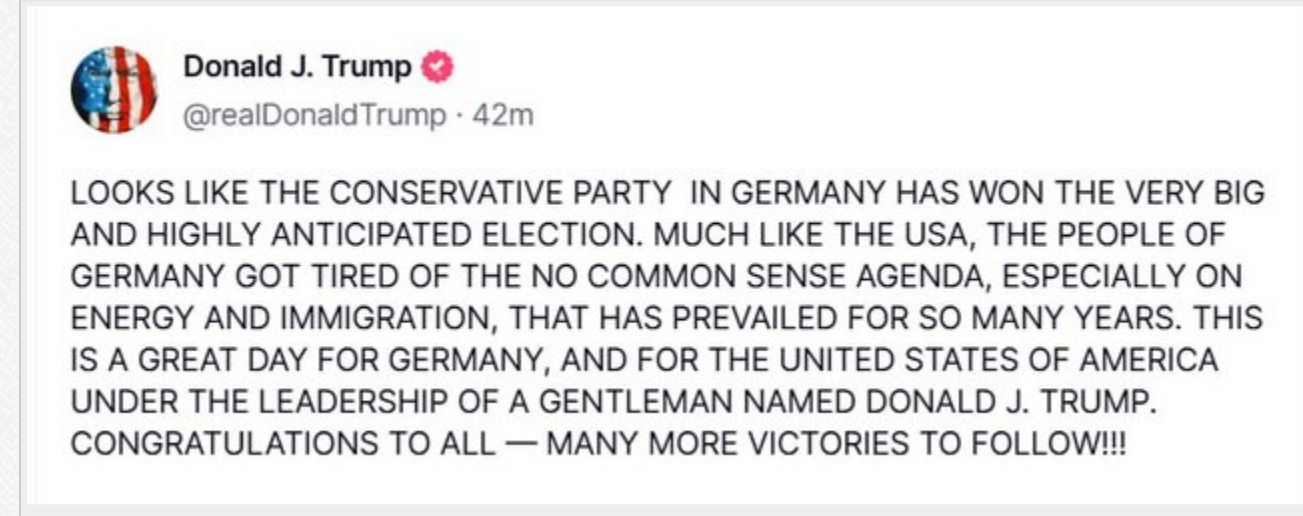 Donald J. Trump
@realDonaldTrump · 42m
LOOKS LIKE THE CONSERVATIVE PARTY  IN GERMANY HAS WON THE VERY BIG
AND HIGHLY ANTICIPATED ELECTION. MUCH LIKE THE USA, THE PEOPLE OF
GERMANY GOT TIRED OF THE NO COMMON SENSE AGENDA, ESPECIALLY ON
ENERGY AND IMMIGRATION, THAT HAS PREVAILED FOR SO MANY YEARS. THIS
IS A GREAT DAY FOR GERMANY, AND FOR THE UNITED STATES OF AMERICA
UNDER THE LEADERSHIP OF A GENTLEMAN NAMED DONALD J. TRUMP.
CONGRATULATIONS TO ALL — MANY MORE VICTORIES TO FOLLOW!!!